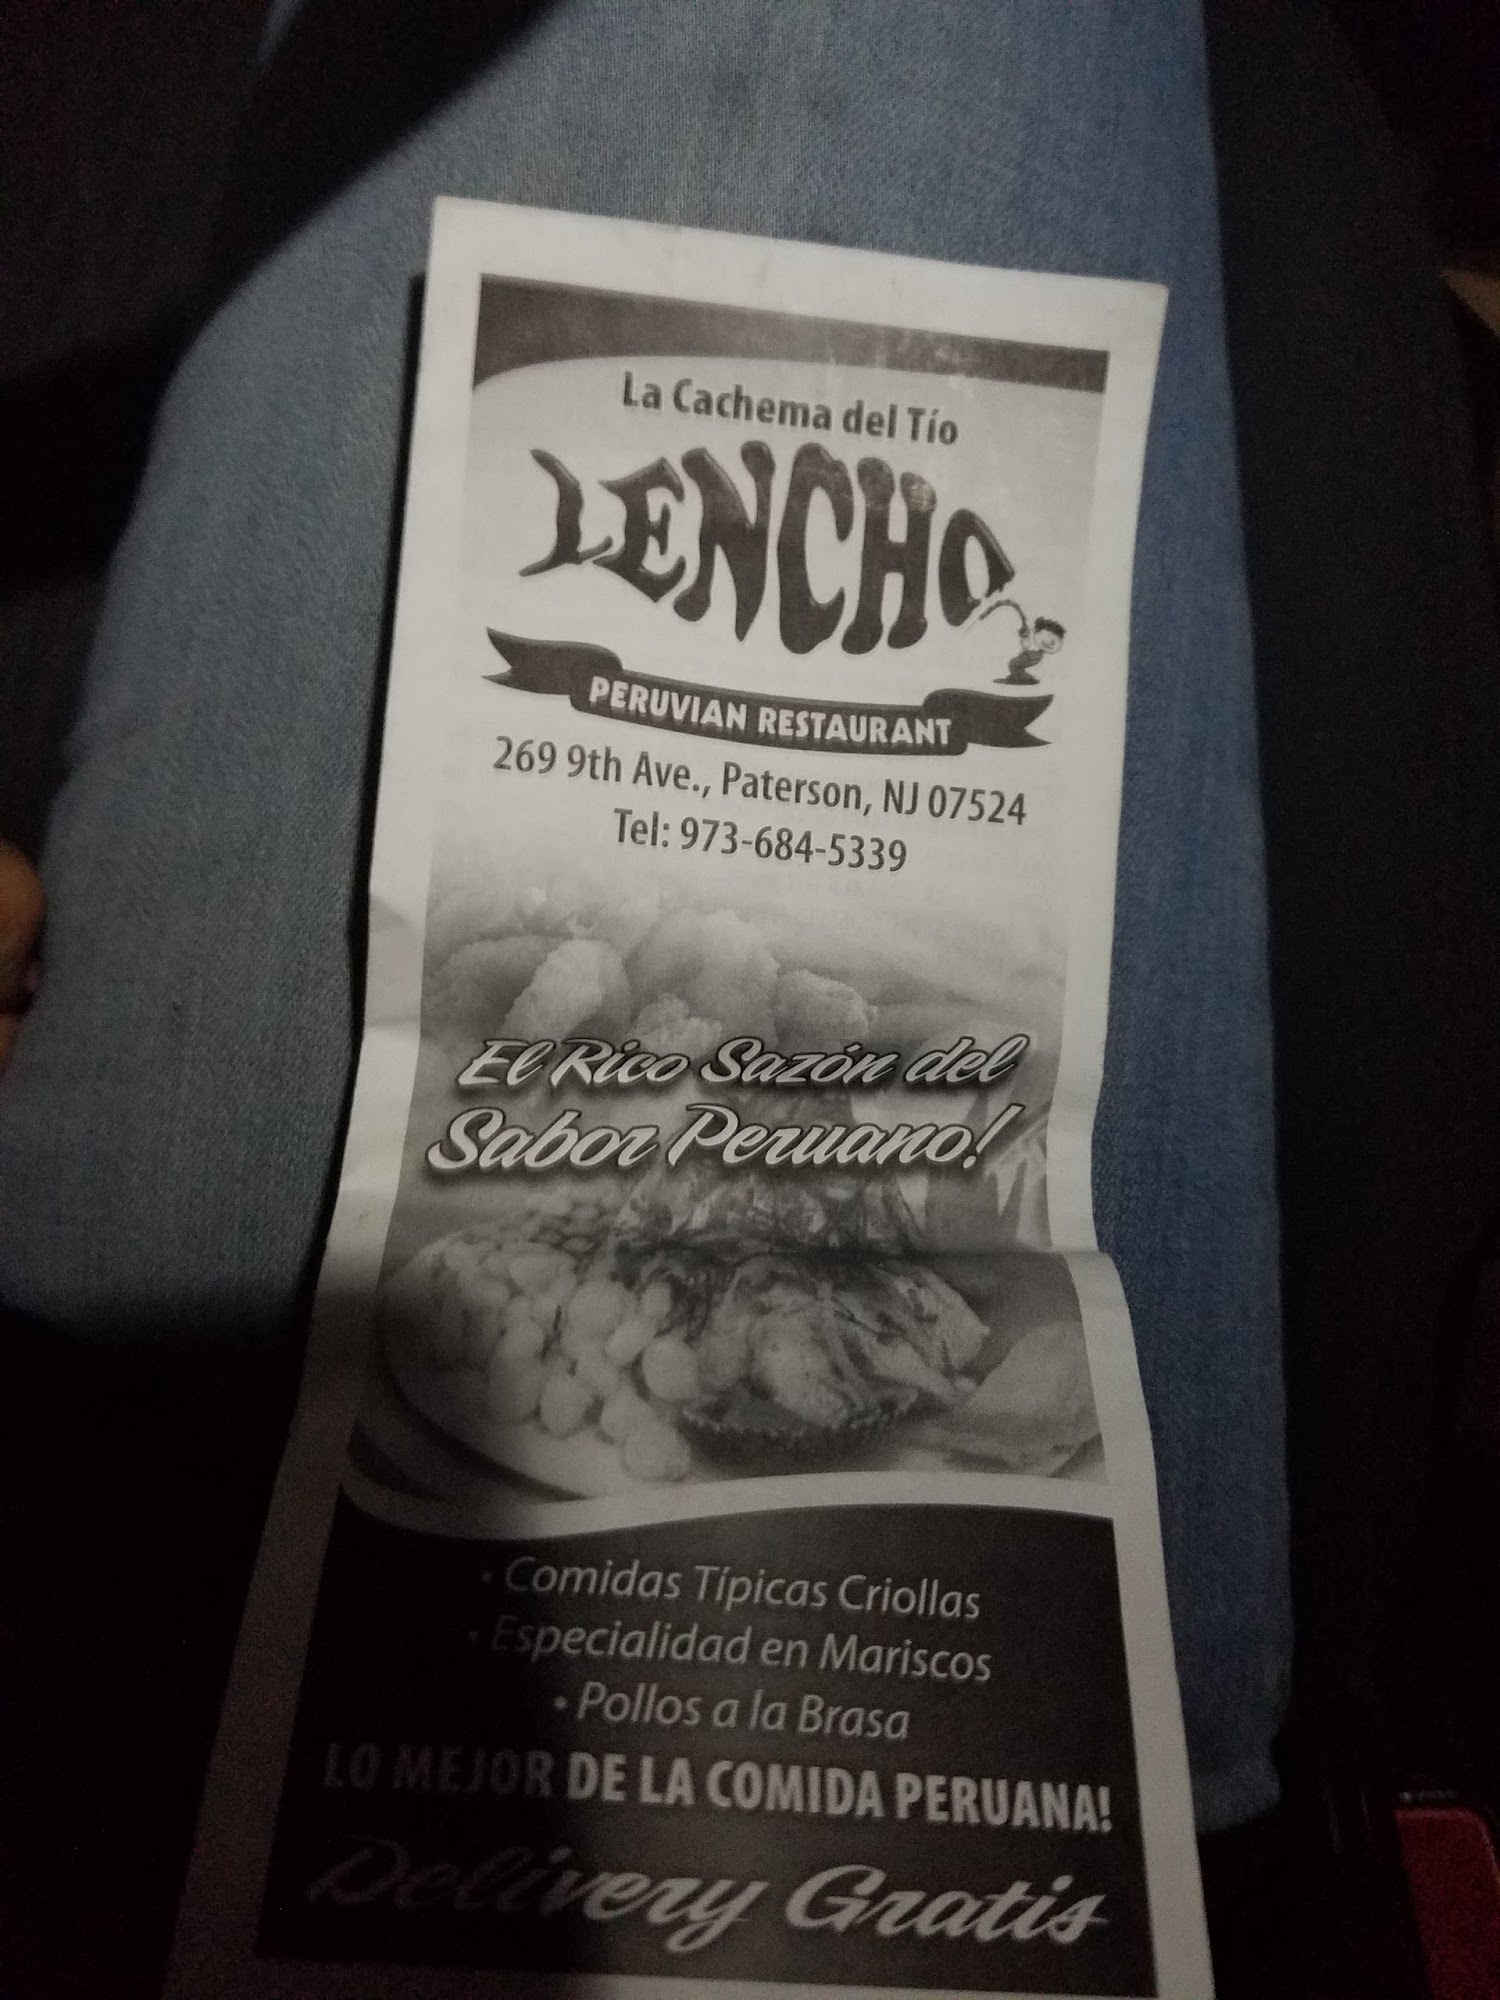 La Cachema del Tío
LENCHO
PERUVIAN RESTAURANT
269 9th Ave., Paterson, NJ 07524
Tel: 973-684-5339
El Rico Sazón del
Sabor Peruano!
• Comidas Típicas Criollas
• Especialidad en Mariscos
• Pollos a la Brasa
LO MEJOR DE LA COMIDA PERUANA!
Delivery Gratis